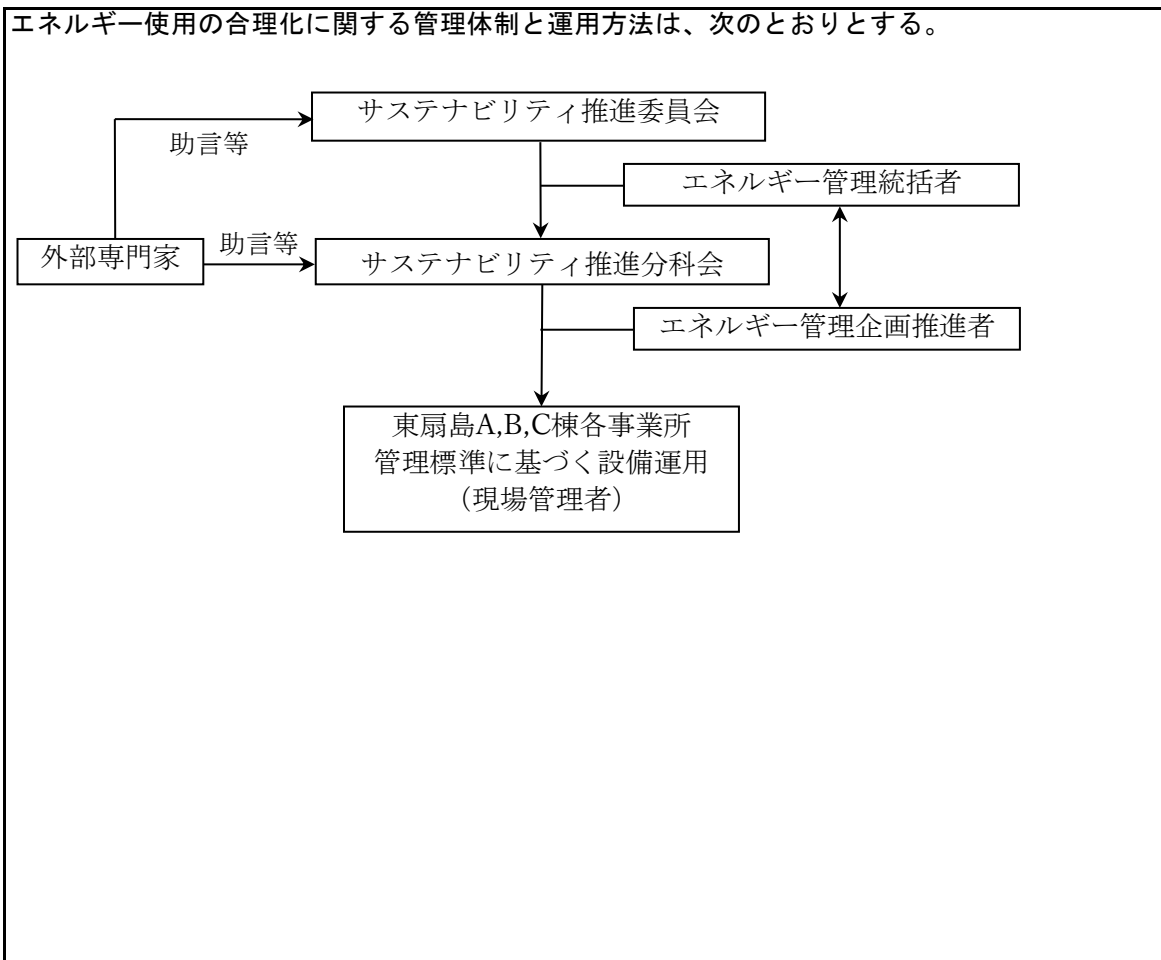 エネルギー使用の合理化に関する管理体制と運用方法は、次のとおりとする。
サステナビリティ推進委員会
助言等
エネルギー管理統括者
外部専門家
助言等
サステナビリティ推進分科会
エネルギー管理企画推進者
東扇島A,B,C棟各事業所
管理標準に基づく設備運用
（現場管理者）